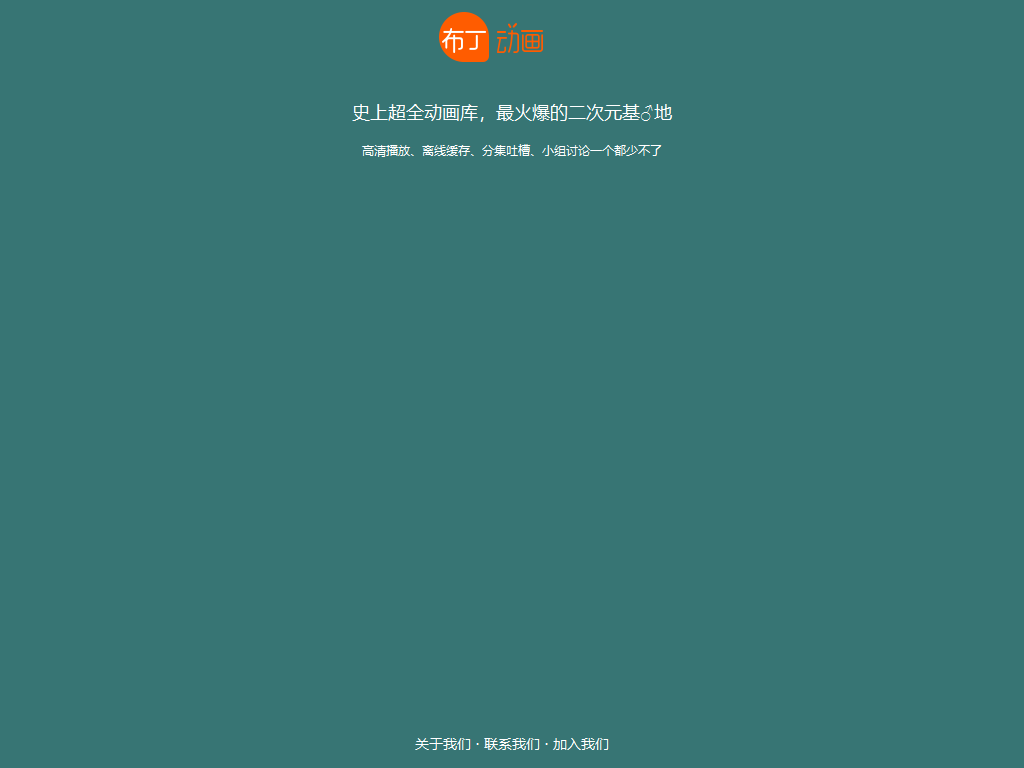 布丁 动画
史上超全动画库，最火爆的二次元基♂地
高清播放、离线缓存、分集吐槽、小组讨论一个都少不了
关于我们 · 联系我们 · 加入我们